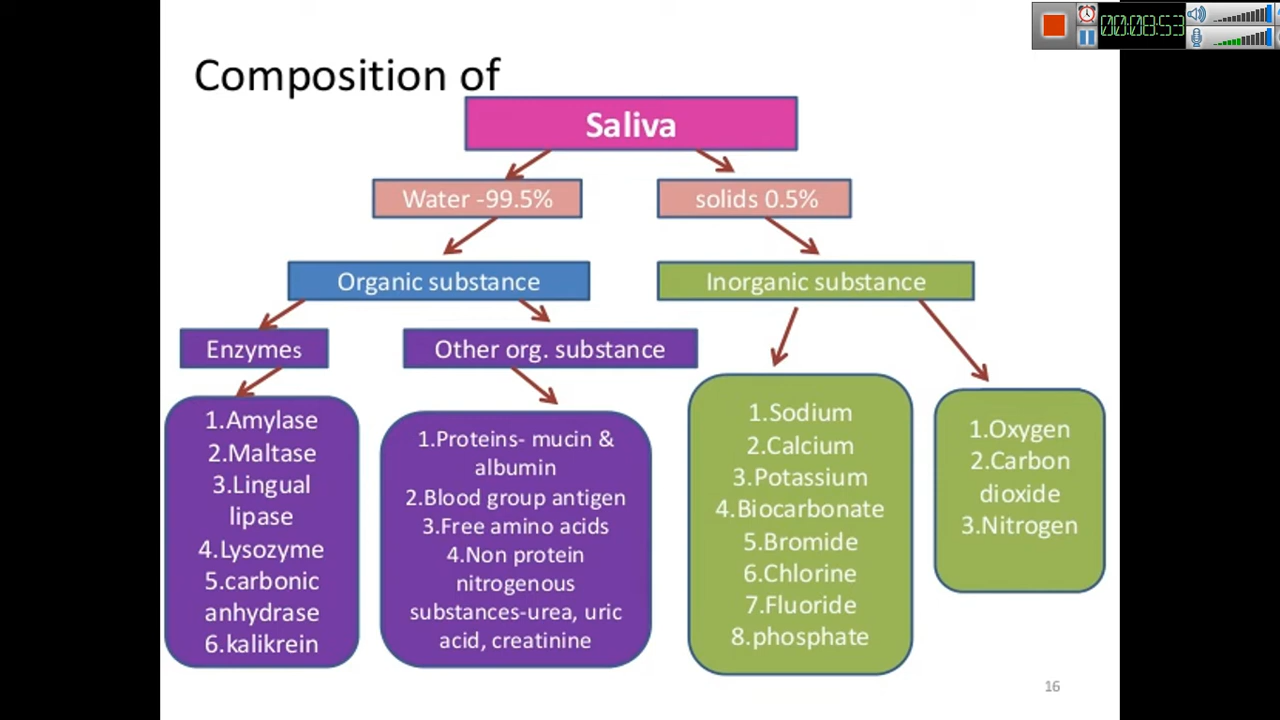 00:08:53
Composition of
Saliva
Water -99.5%
solids 0.5%
Organic substance
Inorganic substance
Enzymes
Other org. substance
1.Amylase
2.Maltase
3.Lingual
lipase
4.Lysozyme
5.carbonic
anhydrase
6.kalikrein
1.Proteins- mucin &
albumin
2.Blood group antigen
3.Free amino acids
4.Non protein
nitrogenous
substances-urea, uric
acid, creatinine
1.Sodium
2.Calcium
3.Potassium
4.Biocarbonate
5.Bromide
6.Chlorine
7.Fluoride
8.phosphate
1.Oxygen
2.Carbon
dioxide
3.Nitrogen
16